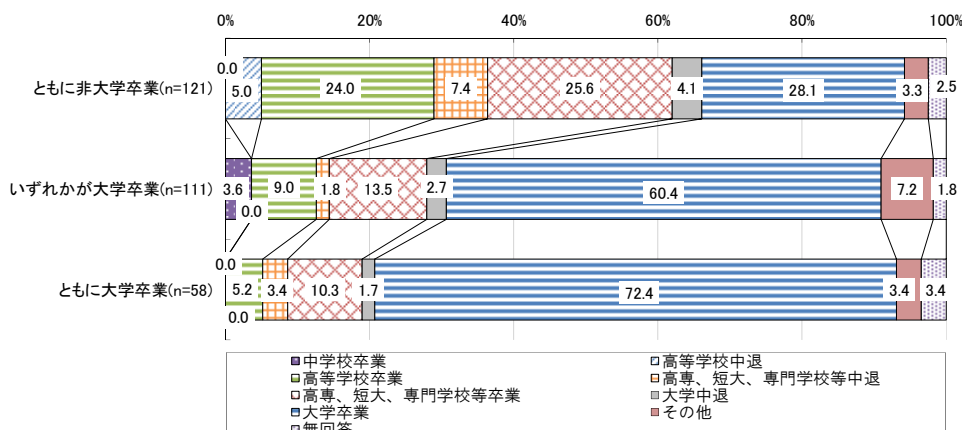 0% 20% 40% 60% 80% 100%
ともに非大学卒業(n=121)
0.0 5.0 24.0 7.4 25.6 4.1 28.1 3.3 2.5
いずれかが大学卒業(n=111)
3.6 0.0 9.0 1.8 13.5 2.7 60.4 7.2 1.8
ともに大学卒業(n=58)
0.0 0.0 5.2 3.4 10.3 1.7 72.4 3.4 3.4
中学校卒業 高等学校中退
高等学校卒業 高専、短大、専門学校等中退
高専、短大、専門学校等卒業 大学中退
大学卒業 その他
無回答